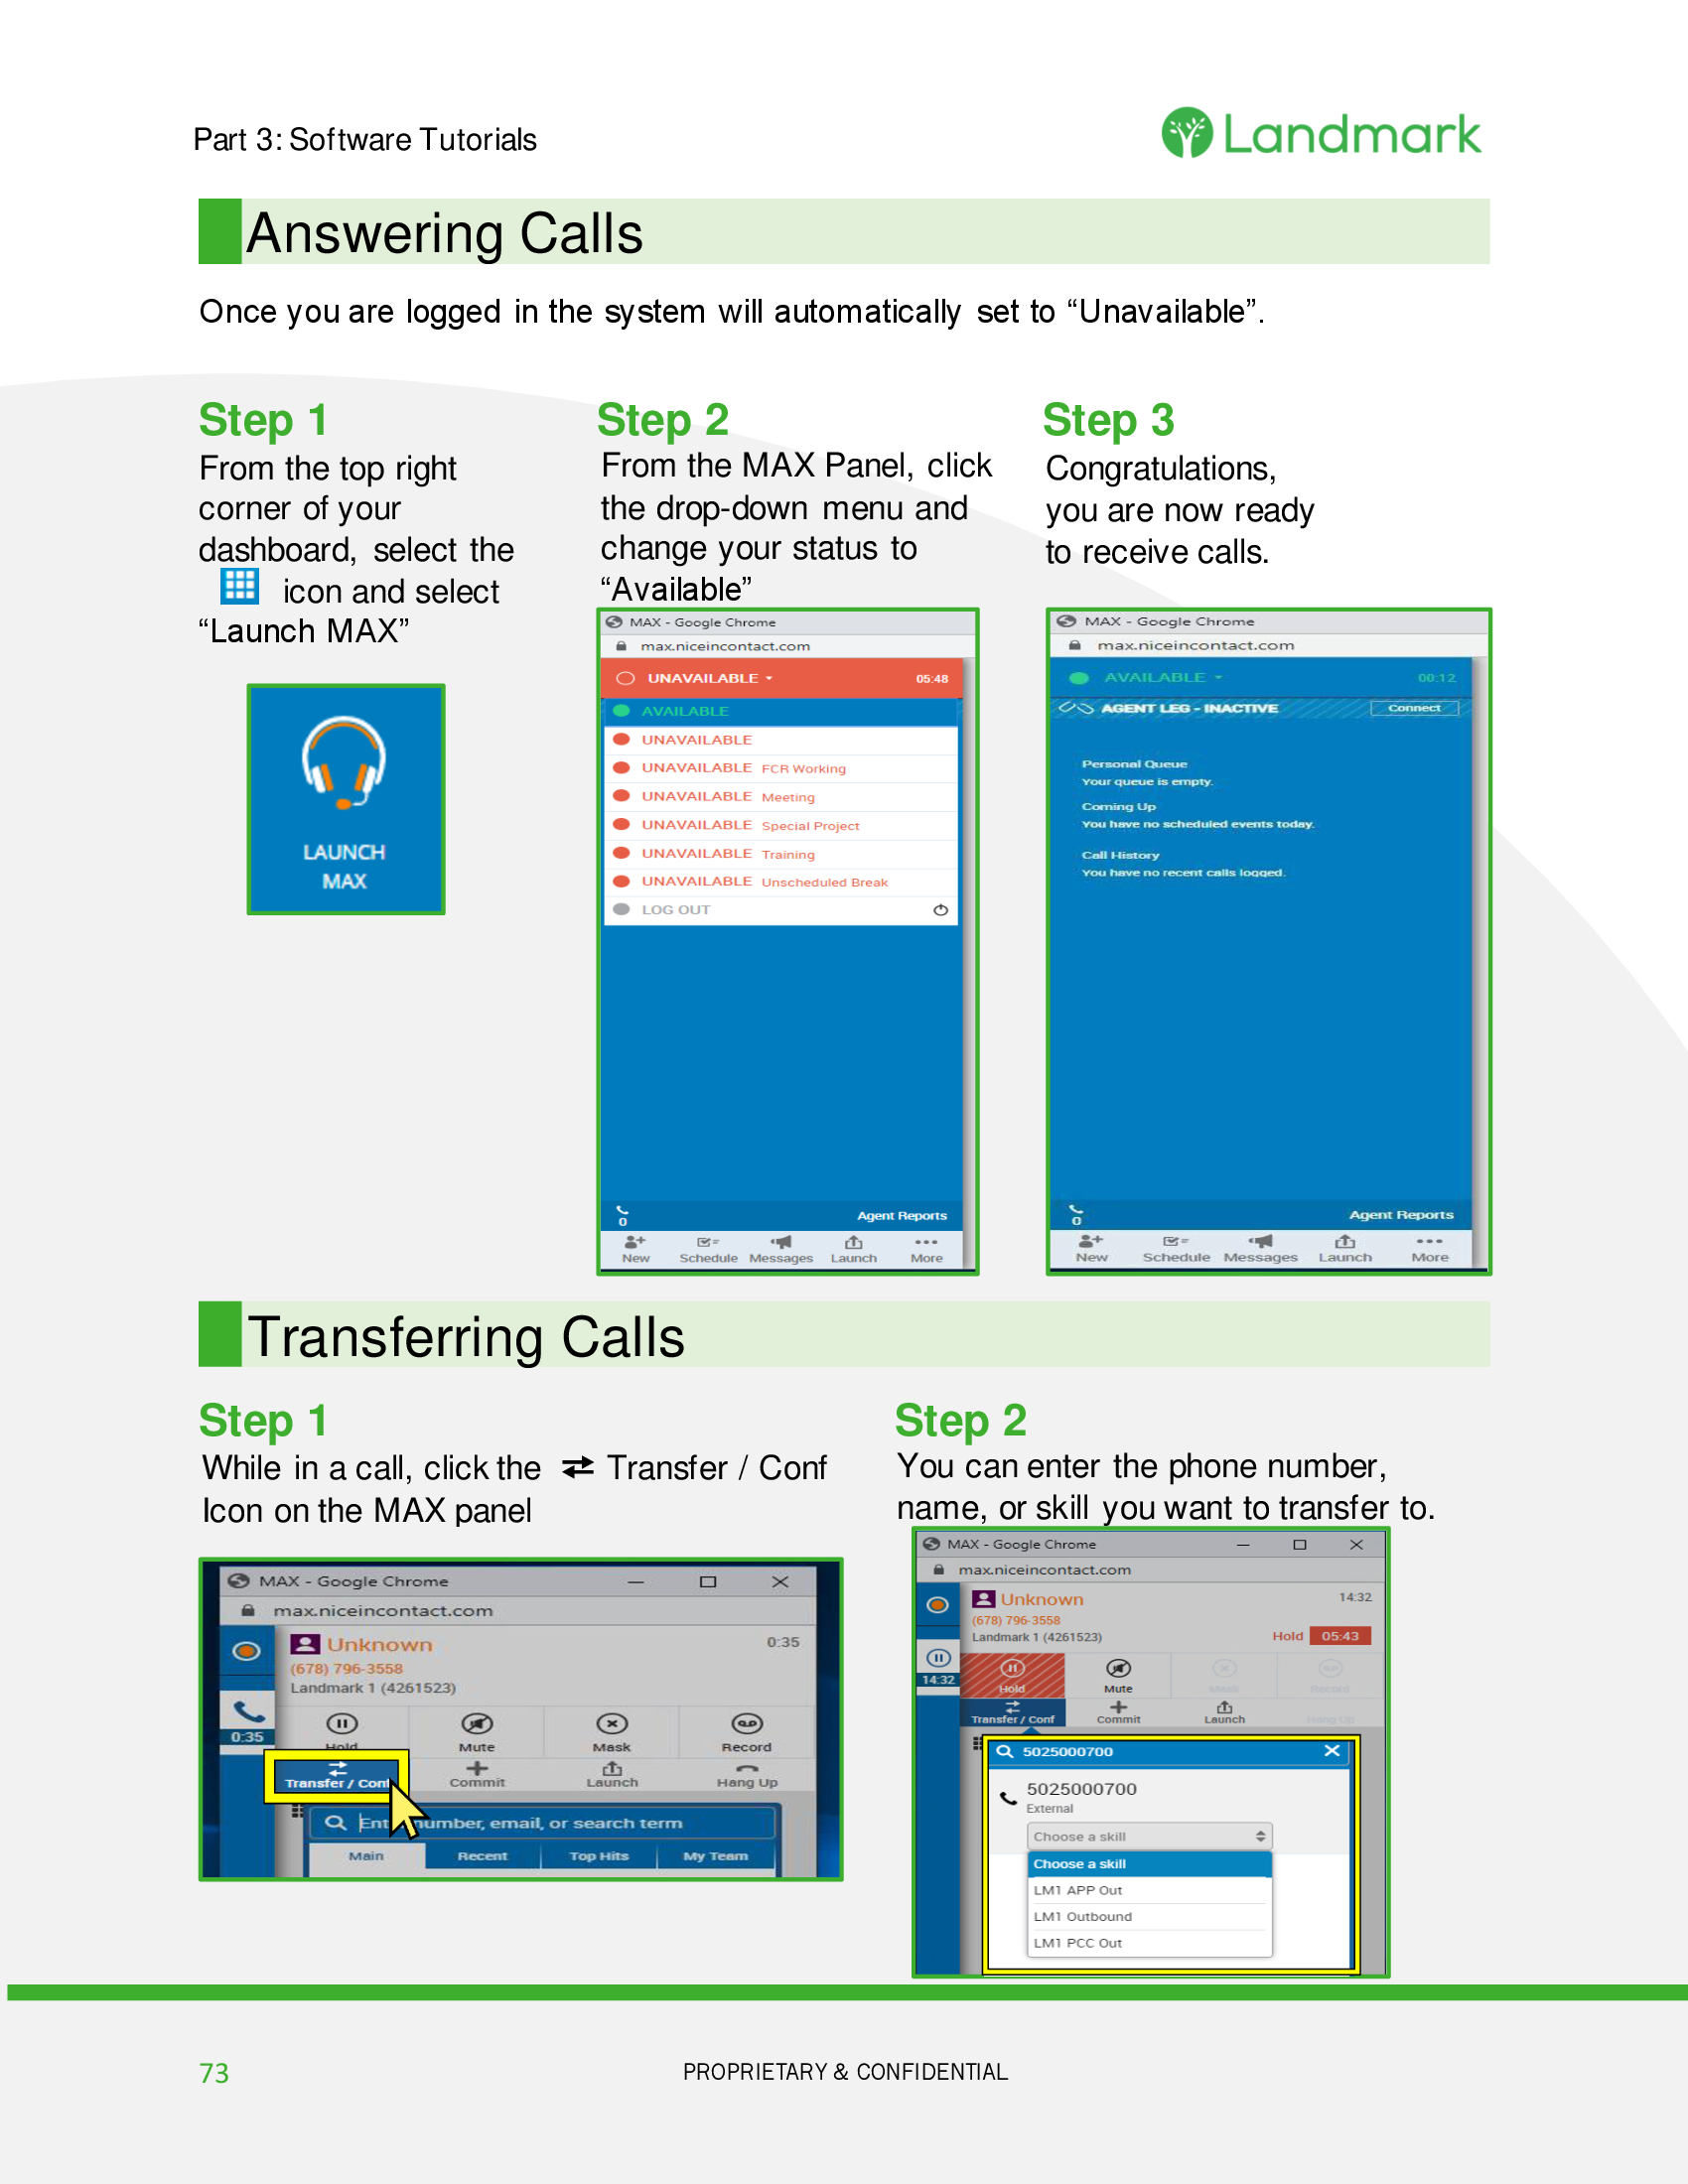 Part 3: Software Tutorials
Landmark
Answering Calls
Once you are logged in the system will automatically set to “Unavailable”.
Step 1
From the top right
corner of your
dashboard, select the
icon and select
“Launch MAX”
LAUNCH
MAX
Step 2
From the MAX Panel, click
the drop-down menu and
change your status to
“Available”
MAX - Google Chrome
max.niceincontact.com
UNAVAILABLE 05:48
AVAILABLE
UNAVAILABLE
UNAVAILABLE FCR Working
UNAVAILABLE Meeting
UNAVAILABLE Special Project
UNAVAILABLE Training
UNAVAILABLE Unscheduled Break
LOG OUT
0 Agent Reports
New Schedule Messages Launch More
Step 3
Congratulations,
you are now ready
to receive calls.
MAX - Google Chrome
max.niceincontact.com
AVAILABLE 00:12
AGENT LEG - INACTIVE Connect
Personal Queue
Your queue is empty.
Coming Up
You have no scheduled events today.
Call History
You have no recent calls logged.
0 Agent Reports
New Schedule Messages Launch More
Transferring Calls
Step 1
While in a call, click the ⇄ Transfer / Conf
Icon on the MAX panel
MAX - Google Chrome
max.niceincontact.com
Unknown 0:35
(678) 796-3558
Landmark 1 (4261523)
0:35
Hold Mute Mask Record
Transfer / Conf Commit Launch Hang Up
number, email, or search term
Main Recent Top Hits My Team
Step 2
You can enter the phone number,
name, or skill you want to transfer to.
MAX - Google Chrome
max.niceincontact.com
Unknown 14:32
(678) 796-3558
Landmark 1 (4261523) Hold 05:43
14:32
Hold Mute Mask Record
Transfer / Conf Commit Launch Hang Up
5025000700
5025000700
External
Choose a skill
Choose a skill
LM1 APP Out
LM1 Outbound
LM1 PCC Out
73
PROPRIETARY & CONFIDENTIAL